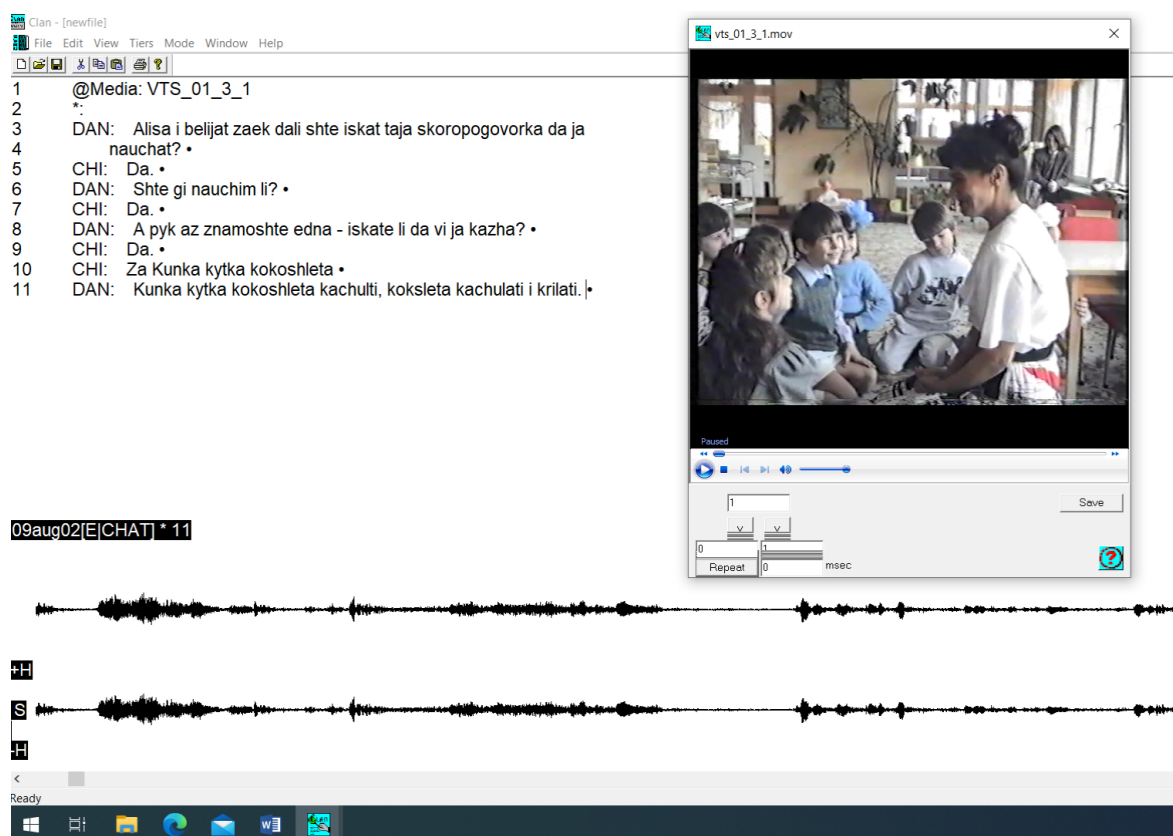 Clan - [newfile]
File Edit View Tiers Mode Window Help
1 @Media: VTS_01_3_1
2 *:
3 DAN: Alisa i belijat zaek dali shte iskat taja skoropogovorka da ja
4 nauchat? •
5 CHI: Da. •
6 DAN: Shte gi nauchim li? •
7 CHI: Da. •
8 DAN: A pyk az znamoshte edna - iskate li da vi ja kazha? •
9 CHI: Da. •
10 CHI: Za Kunka kytka kokoshleta •
11 DAN: Kunka kytka kokoshleta kachulti, koksleta kachulati i krilati. •
vts_01_3_1.mov
Paused
1
Save
v v
0 1
Repeat 0 msec
09aug02[E|CHAT] * 11
+H
S
-H
Ready